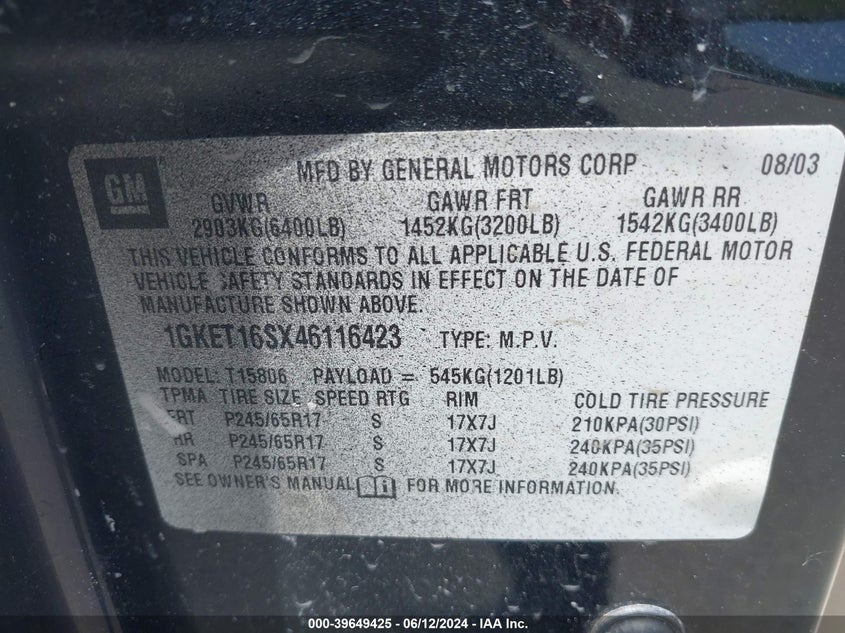 GM
MFD BY GENERAL MOTORS CORP 08/03
GVWR GAWR FRT GAWR RR
2903KG(6400LB) 1452KG(3200LB) 1542KG(3400LB)
THIS VEHICLE CONFORMS TO ALL APPLICABLE U.S. FEDERAL MOTOR
VEHICLE SAFETY STANDARDS IN EFFECT ON THE DATE OF
MANUFACTURE SHOWN ABOVE.
1GKET16SX46116423 TYPE: M.P.V.
MODEL: T15806 PAYLOAD = 545KG(1201LB)
TPMA TIRE SIZE SPEED RTG RIM COLD TIRE PRESSURE
FRT P245/65R17 S 17X7J 210KPA(30PSI)
RR P245/65R17 S 17X7J 240KPA(35PSI)
SPA P245/65R17 S 17X7J 240KPA(35PSI)
SEE OWNER'S MANUAL FOR MORE INFORMATION.
000-39649425 - 06/12/2024 - IAA Inc.